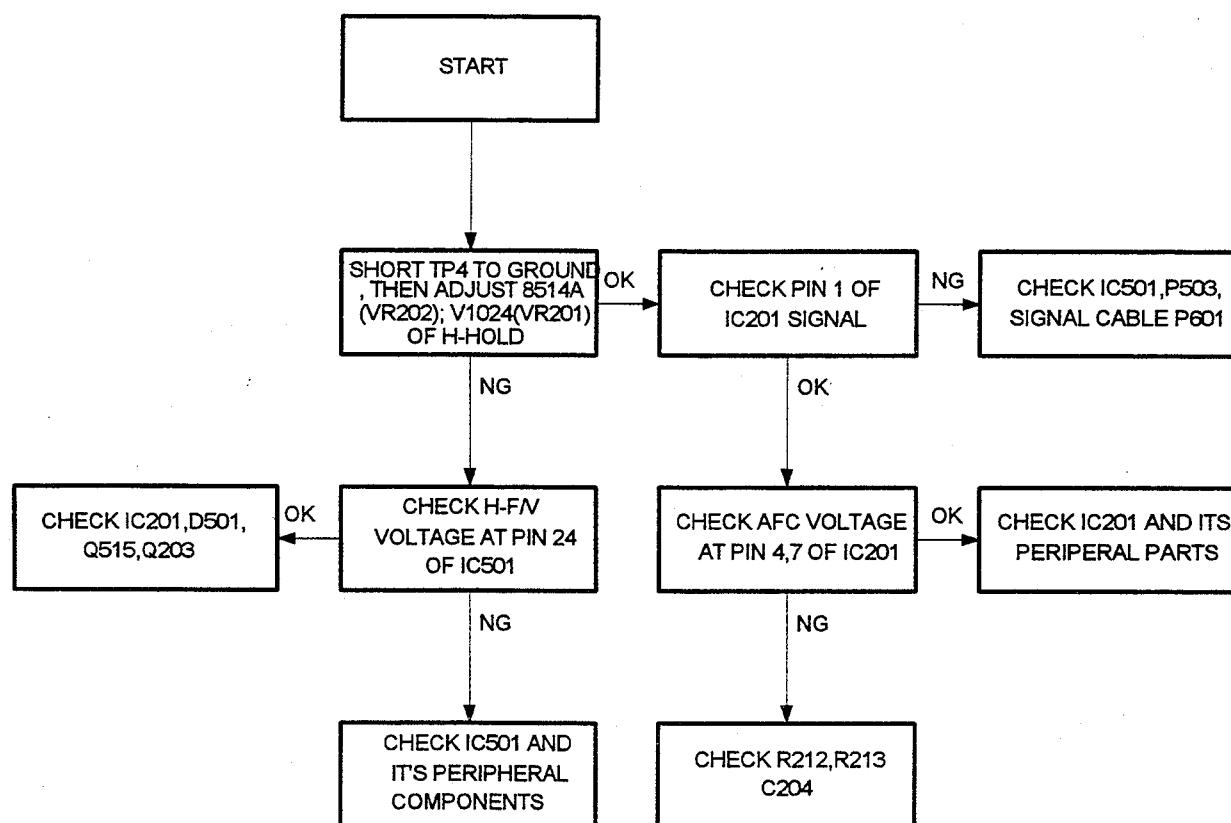 START
SHORT TP4 TO GROUND
, THEN ADJUST 8514A
(VR202); V1024(VR201)
OF H-HOLD
OK
CHECK PIN 1 OF
IC201 SIGNAL
NG
CHECK IC501,P503,
SIGNAL CABLE P601
NG
OK
CHECK IC201,D501,
Q515,Q203
OK
CHECK H-F/V
VOLTAGE AT PIN 24
OF IC501
CHECK AFC VOLTAGE
AT PIN 4,7 OF IC201
OK
CHECK IC201 AND ITS
PERIPERAL PARTS
NG
NG
CHECK IC501 AND
IT'S PERIPHERAL
COMPONENTS
CHECK R212,R213
C204